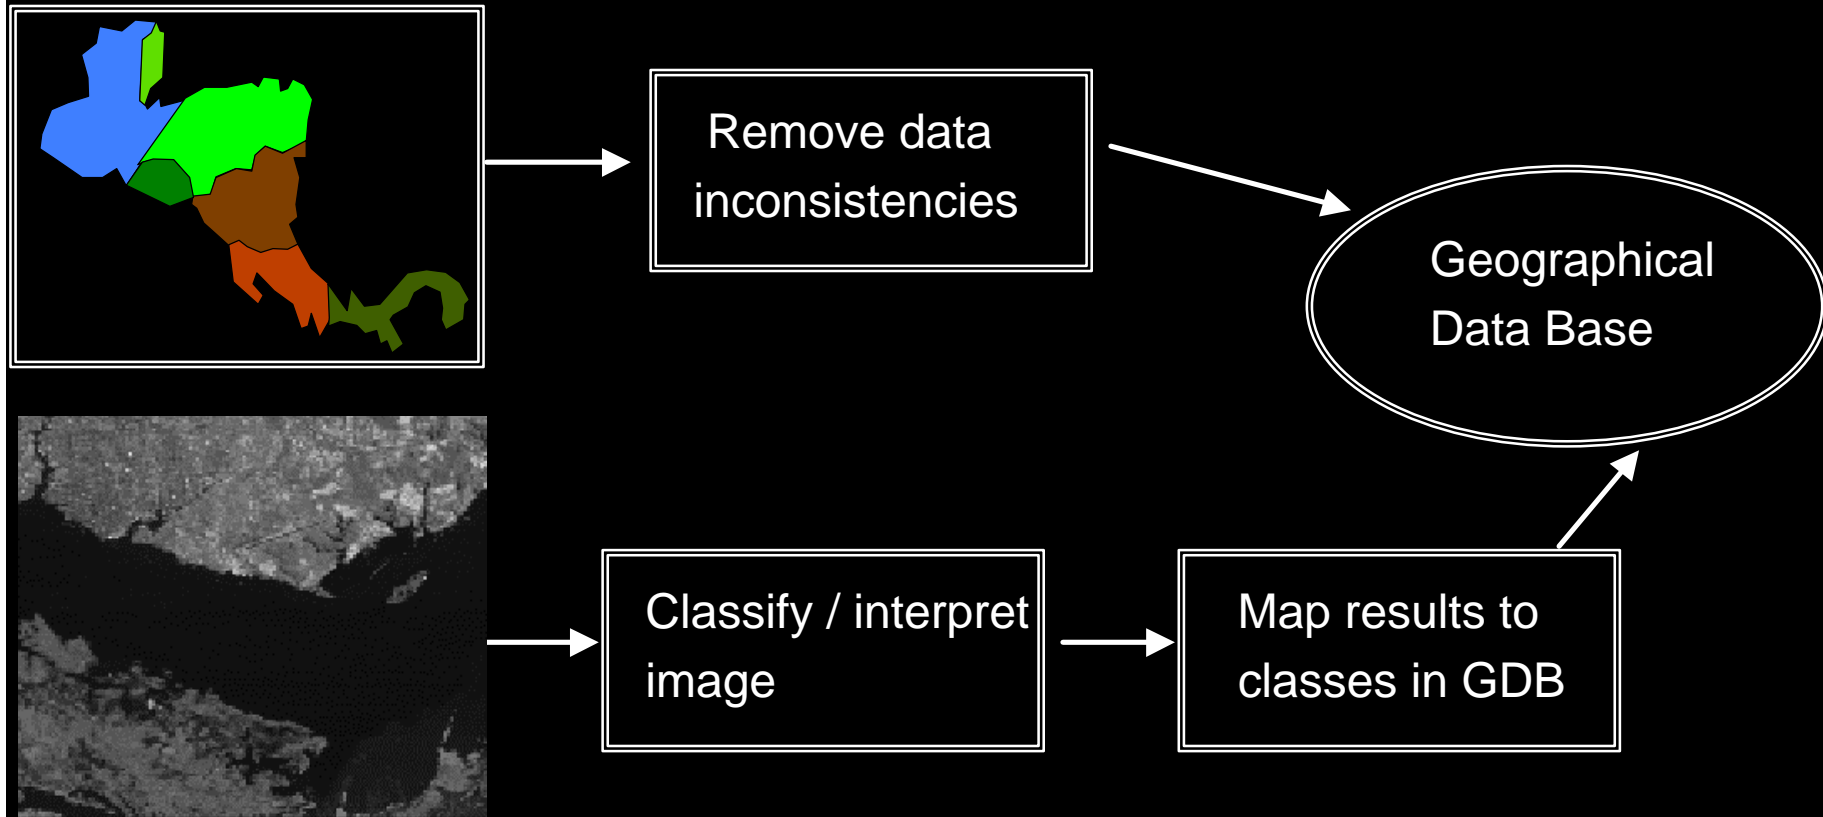 Remove data
inconsistencies
Geographical
Data Base
Classify / interpret
image
Map results to
classes in GDB